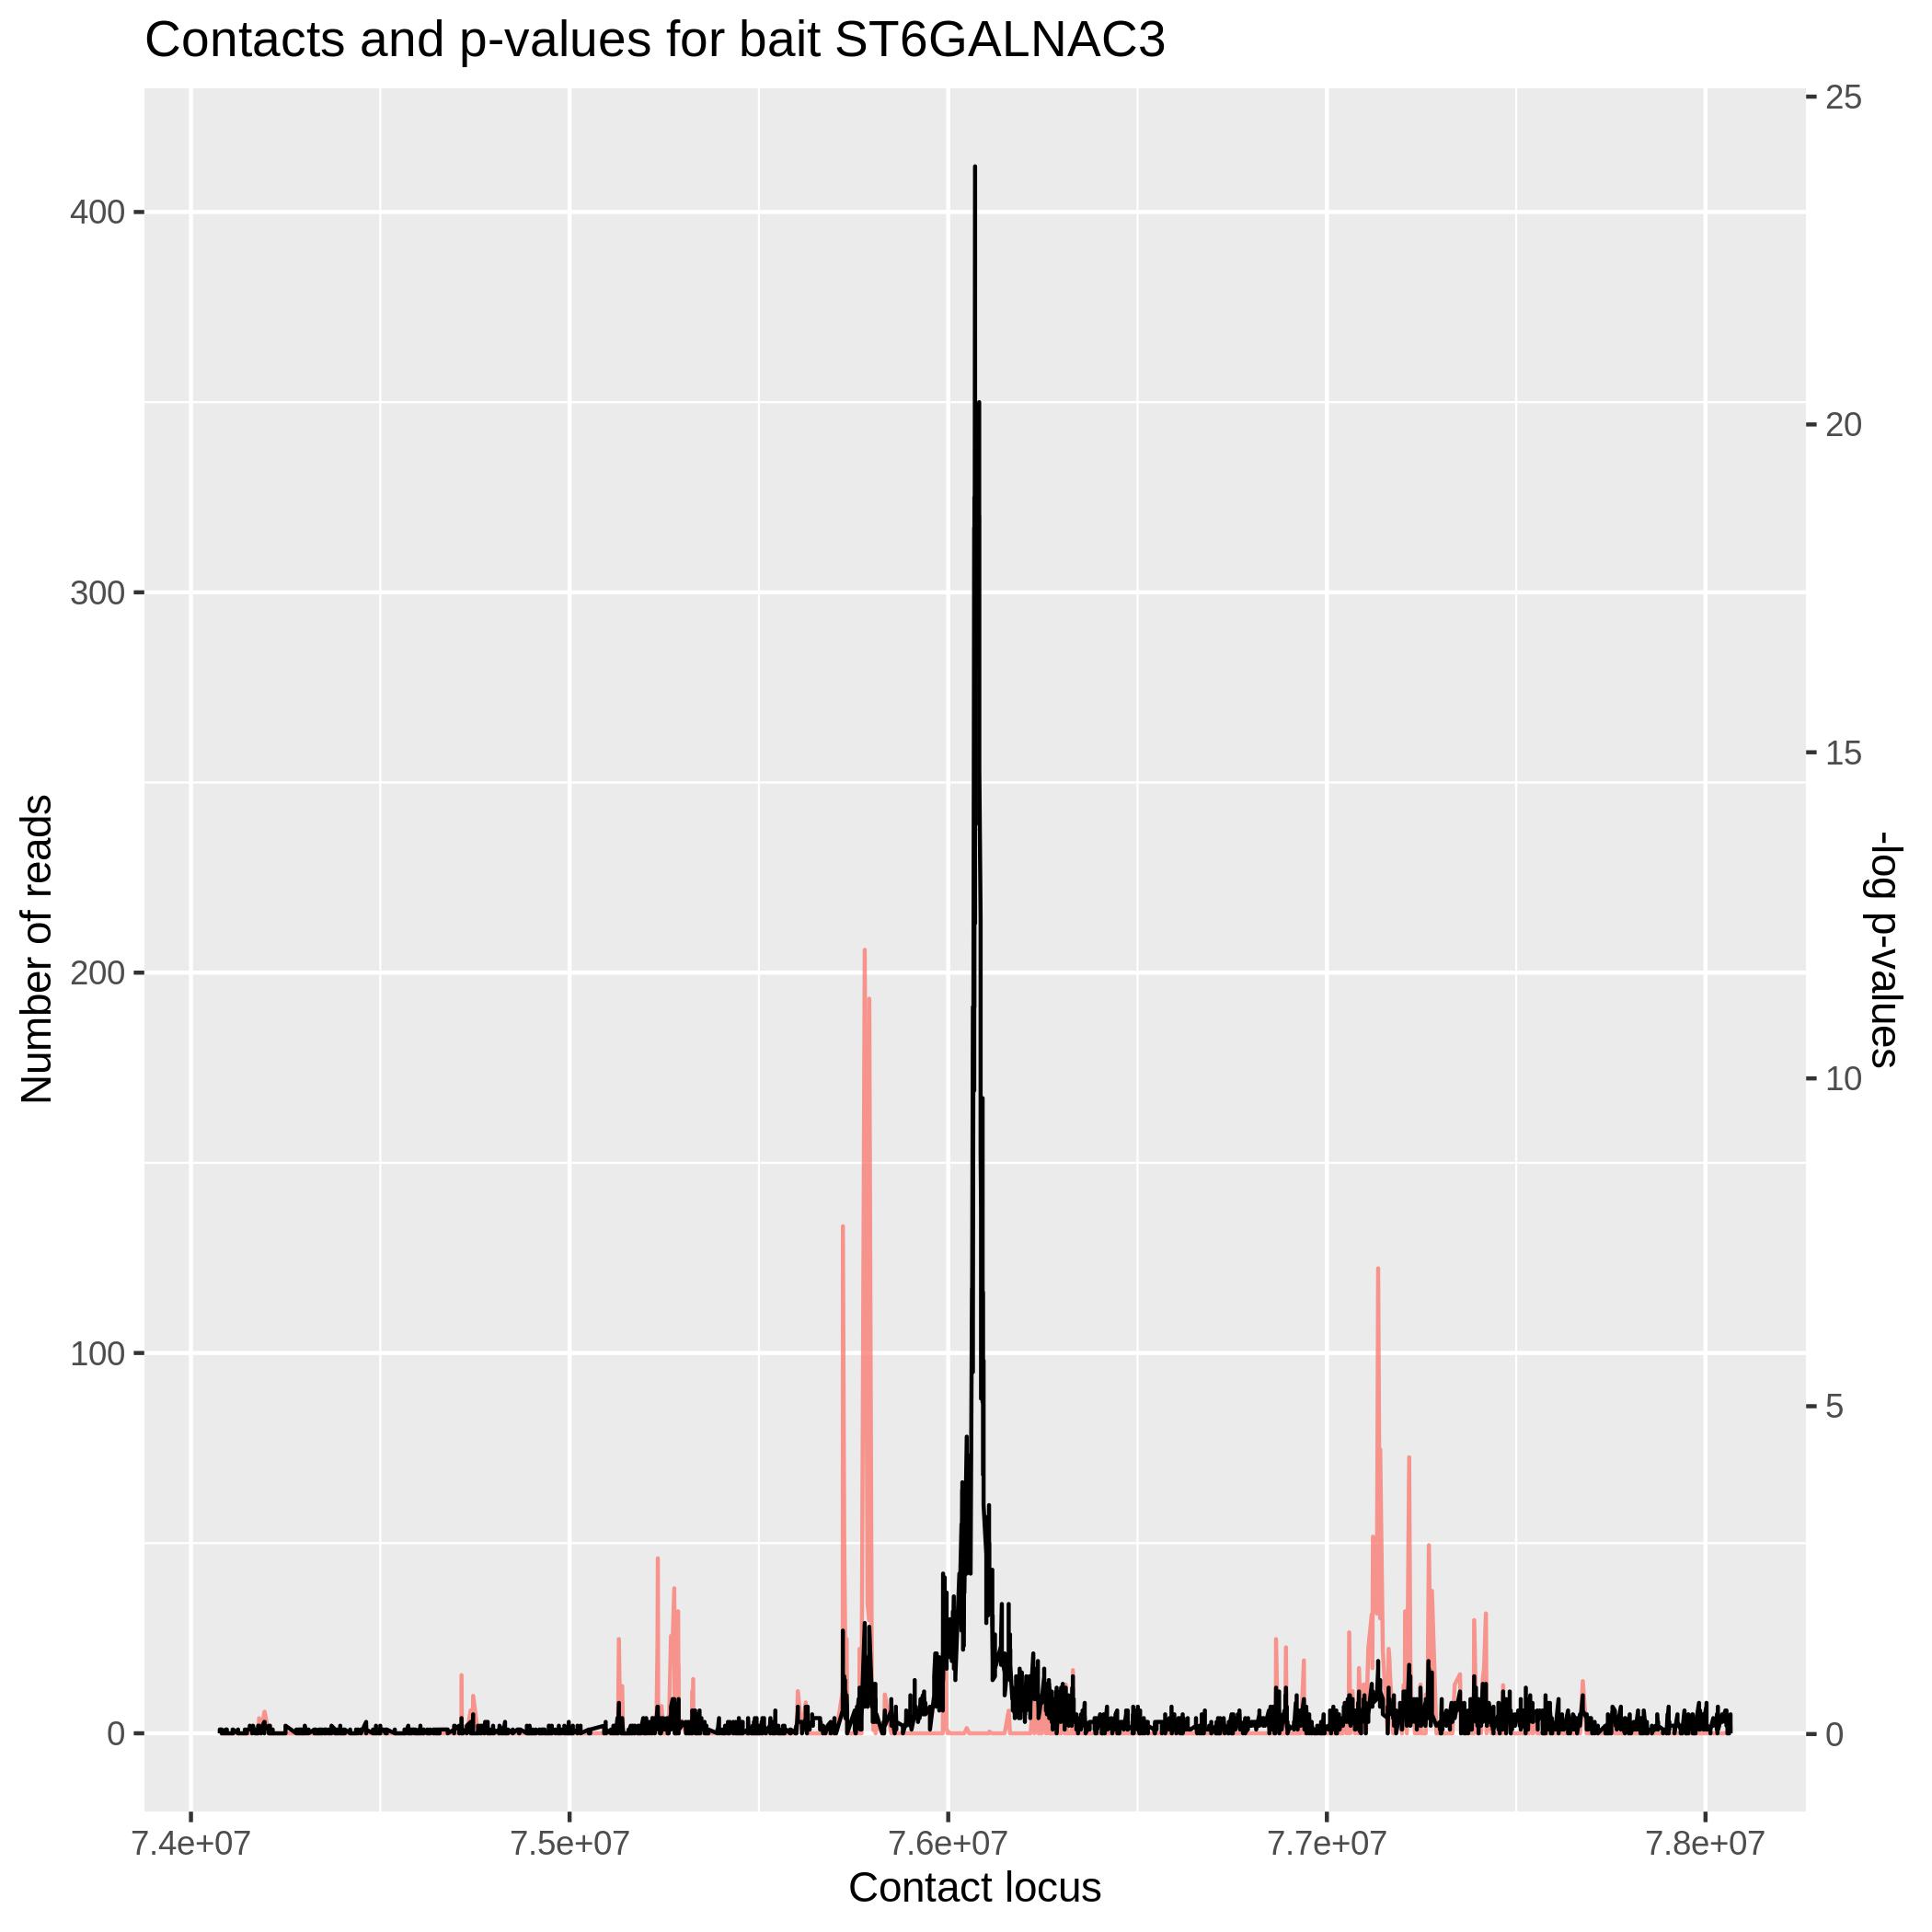 Contacts and p-values for bait ST6GALNAC3
25
400
20
300
15
Number of reads
-log p-values
200
10
100
5
0
0
7.4e+07 7.5e+07 7.6e+07 7.7e+07 7.8e+07
Contact locus